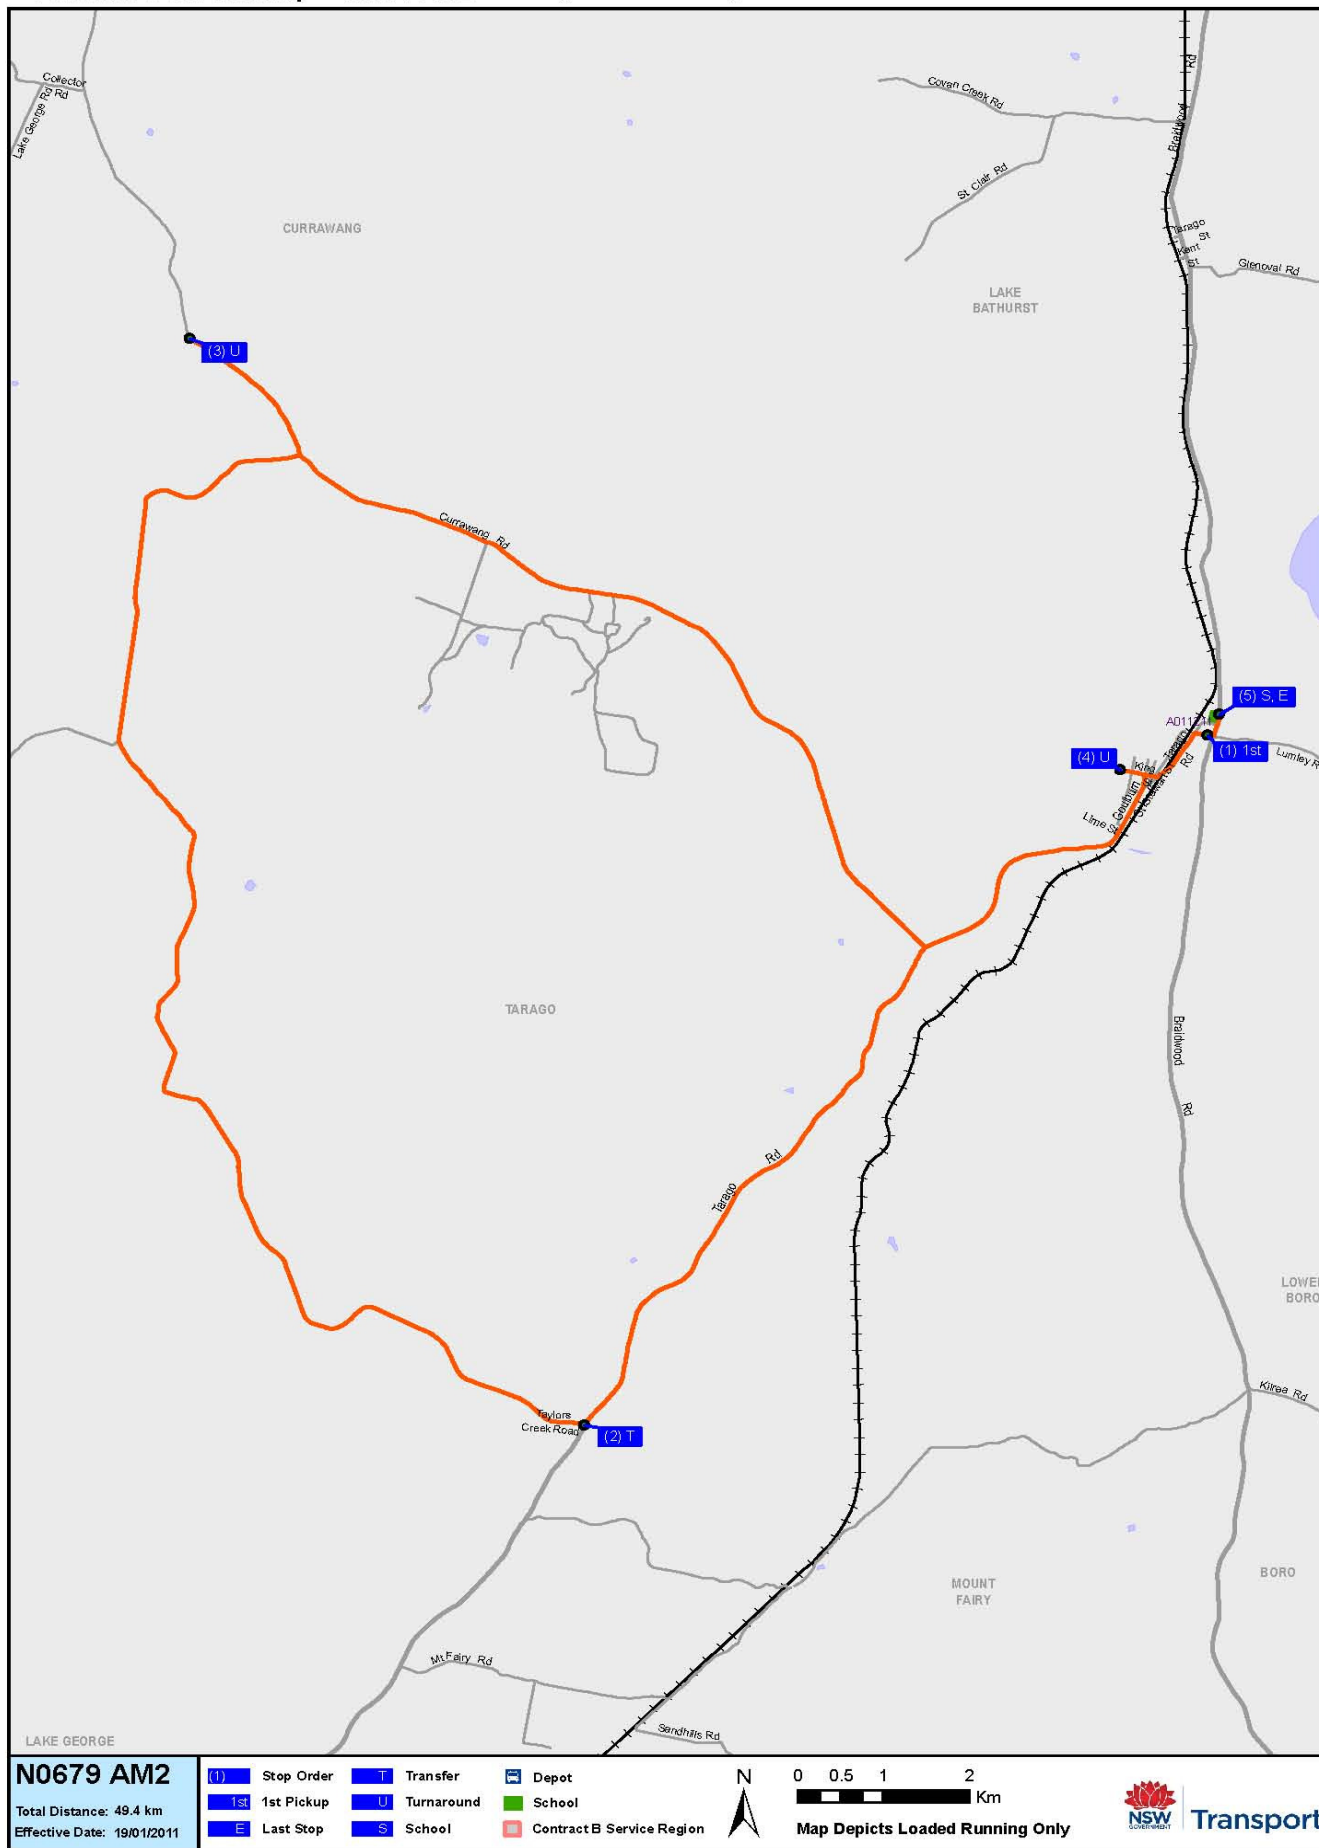 Collector
Rd
Lake George Rd
Covan Creek Rd
Rd
Braidwood
St Clair Rd
CURRAWANG
Tarago
St
Kent
St
Glenoval Rd
LAKE
BATHURST
(3) U
Currawang Rd
(5) S, E
Tarago
(1) 1st
Lumley R
(4) U
King
Rd
Goulburn
Lime St
TARAGO
Braidwood
Rd
Rd
Tarago
LOWE
BORO
Kilrea Rd
Taylors
Creek Road
(2) T
MOUNT
FAIRY
BORO
Mt Fairy Rd
Sandhills Rd
LAKE GEORGE
N0679 AM2
Total Distance: 49.4 km
Effective Date: 19/01/2011
(1) Stop Order
1st 1st Pickup
E Last Stop
T Transfer
U Turnaround
S School
Depot
School
Contract B Service Region
N
0 0.5 1 2
Km
Map Depicts Loaded Running Only
NSW
GOVERNMENT
Transport